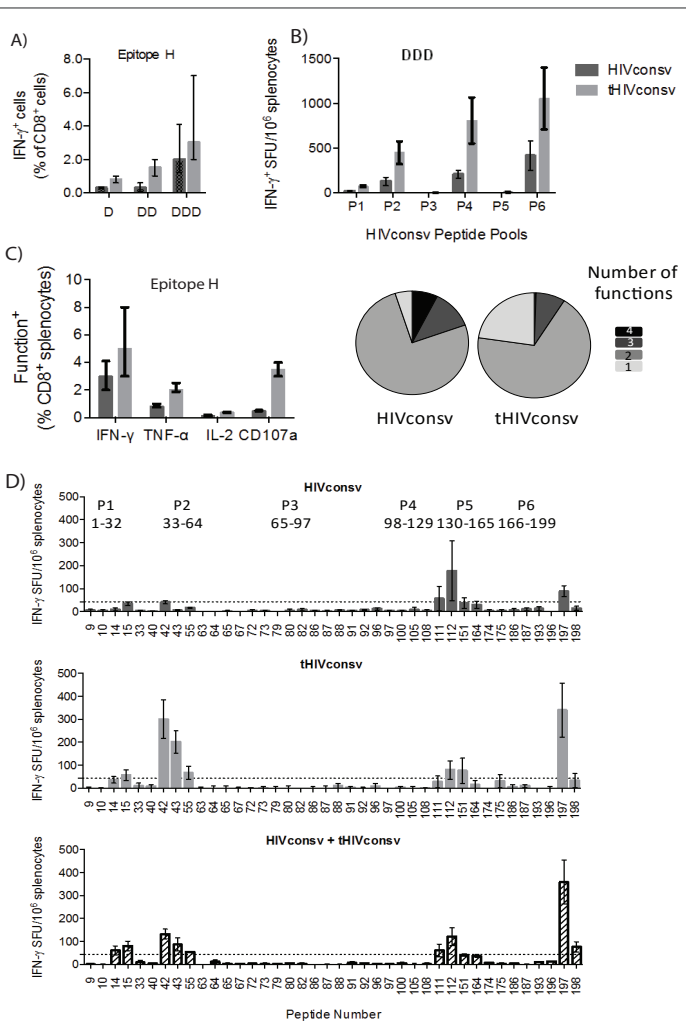 A)
Epitope H
IFN-γ⁺ cells
(% of CD8⁺ cells)
8.0
6.0
4.0
2.0
0.0
D DD DDD
B)
DDD
IFN-γ⁺ SFU/10⁶ splenocytes
1500
1000
500
0
P1 P2 P3 P4 P5 P6
HIVconsv Peptide Pools
HIVconsv
tHIVconsv
C)
Epitope H
Function⁺
(% CD8⁺ splenocytes)
10
8
6
4
2
0
IFN-γ TNF-α IL-2 CD107a
HIVconsv
tHIVconsv
Number of
functions
4
3
2
1
D)
HIVconsv
P1 P2 P3 P4 P5 P6
1-32 33-64 65-97 98-129 130-165 166-199
IFN-γ SFU/10⁶ splenocytes
500
400
300
200
100
0
9 10 14 15 33 40 42 43 55 63 64 65 67 72 73 79 80 82 86 87 88 91 92 96 97 100 105 108 111 112 151 164 174 175 186 187 193 196 197 198
tHIVconsv
IFN-γ SFU/10⁶ splenocytes
500
400
300
200
100
0
9 10 14 15 33 40 42 43 55 63 64 65 67 72 73 79 80 82 86 87 88 91 92 96 97 100 105 108 111 112 151 164 174 175 186 187 193 196 197 198
HIVconsv + tHIVconsv
IFN-γ SFU/10⁶ splenocytes
500
400
300
200
100
0
9 10 14 15 33 40 42 43 55 63 64 65 67 72 73 79 80 82 86 87 88 91 92 96 97 100 105 108 111 112 151 164 174 175 186 187 193 196 197 198
Peptide Number